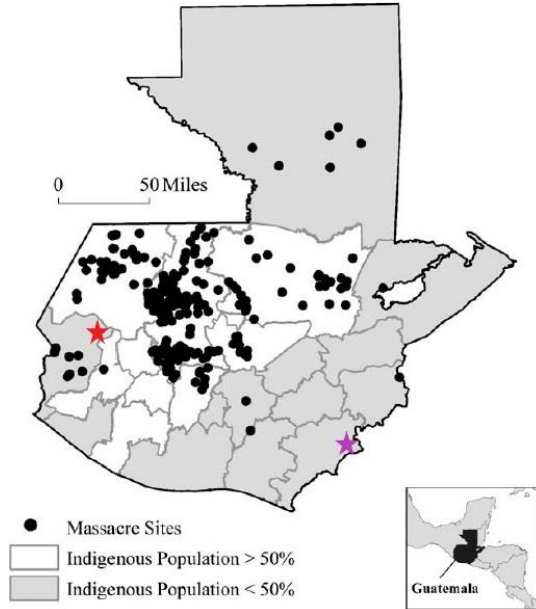 0 50 Miles
Massacre Sites
Indigenous Population > 50%
Indigenous Population < 50%
Guatemala